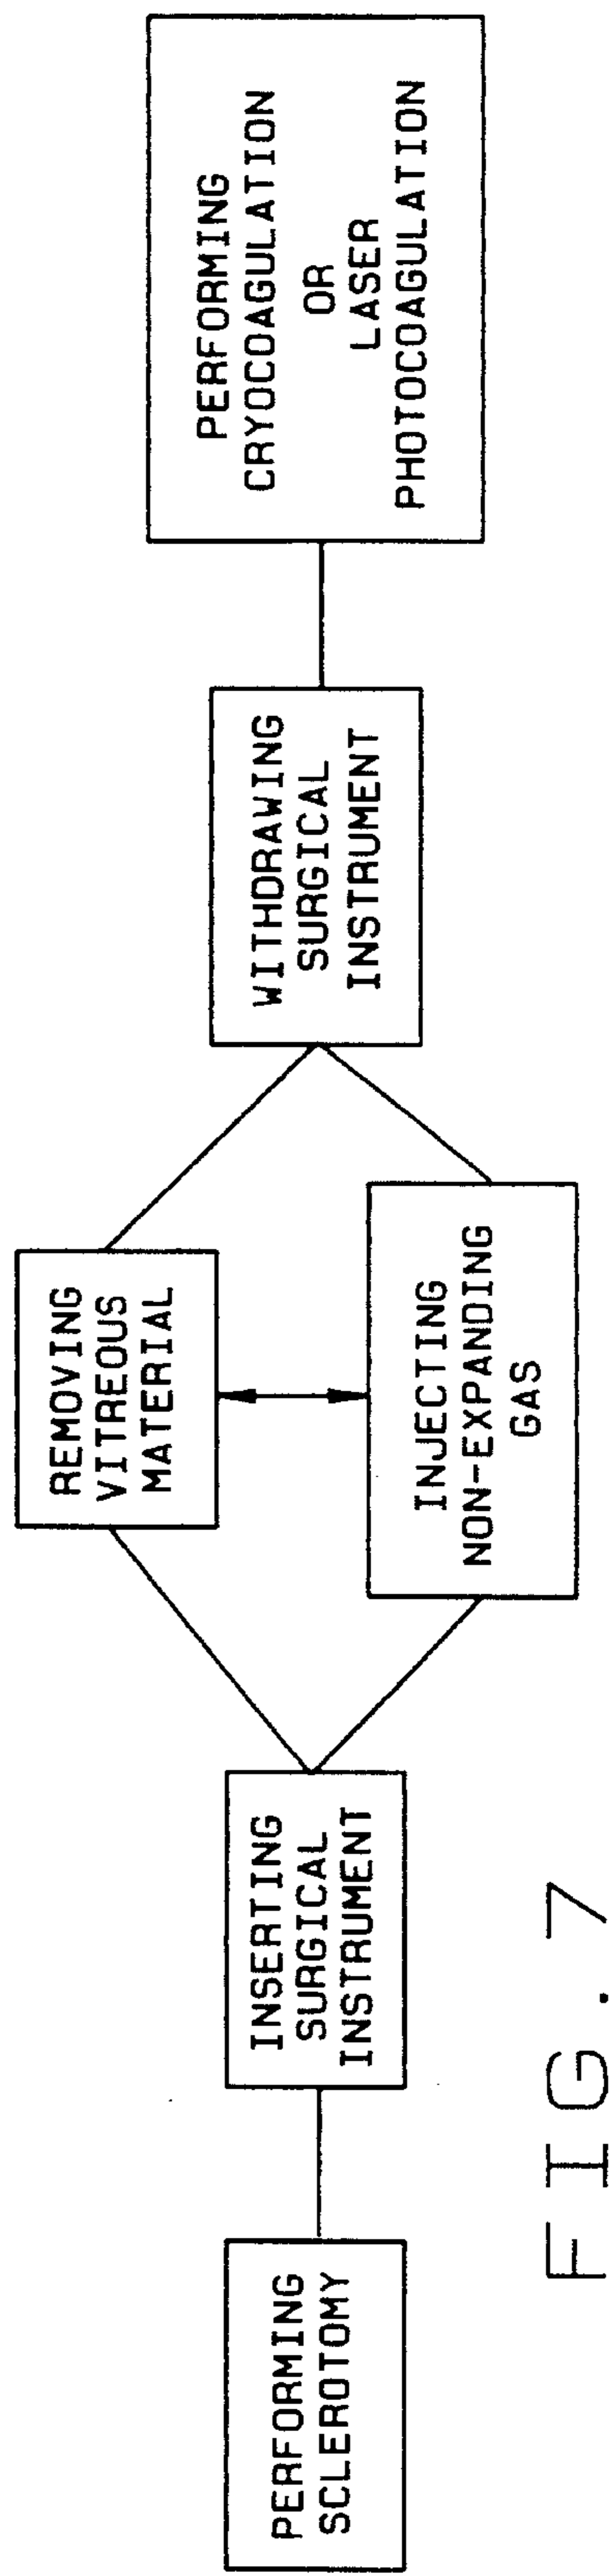 PERFORMING
SCLEROTOMY
INSERTING
SURGICAL
INSTRUMENT
REMOVING
VITREOUS
MATERIAL
INJECTING
NON-EXPANDING
GAS
WITHDRAWING
SURGICAL
INSTRUMENT
PERFORMING
CRYOCOAGULATION
OR
LASER
PHOTOCOAGULATION
FIG. 7